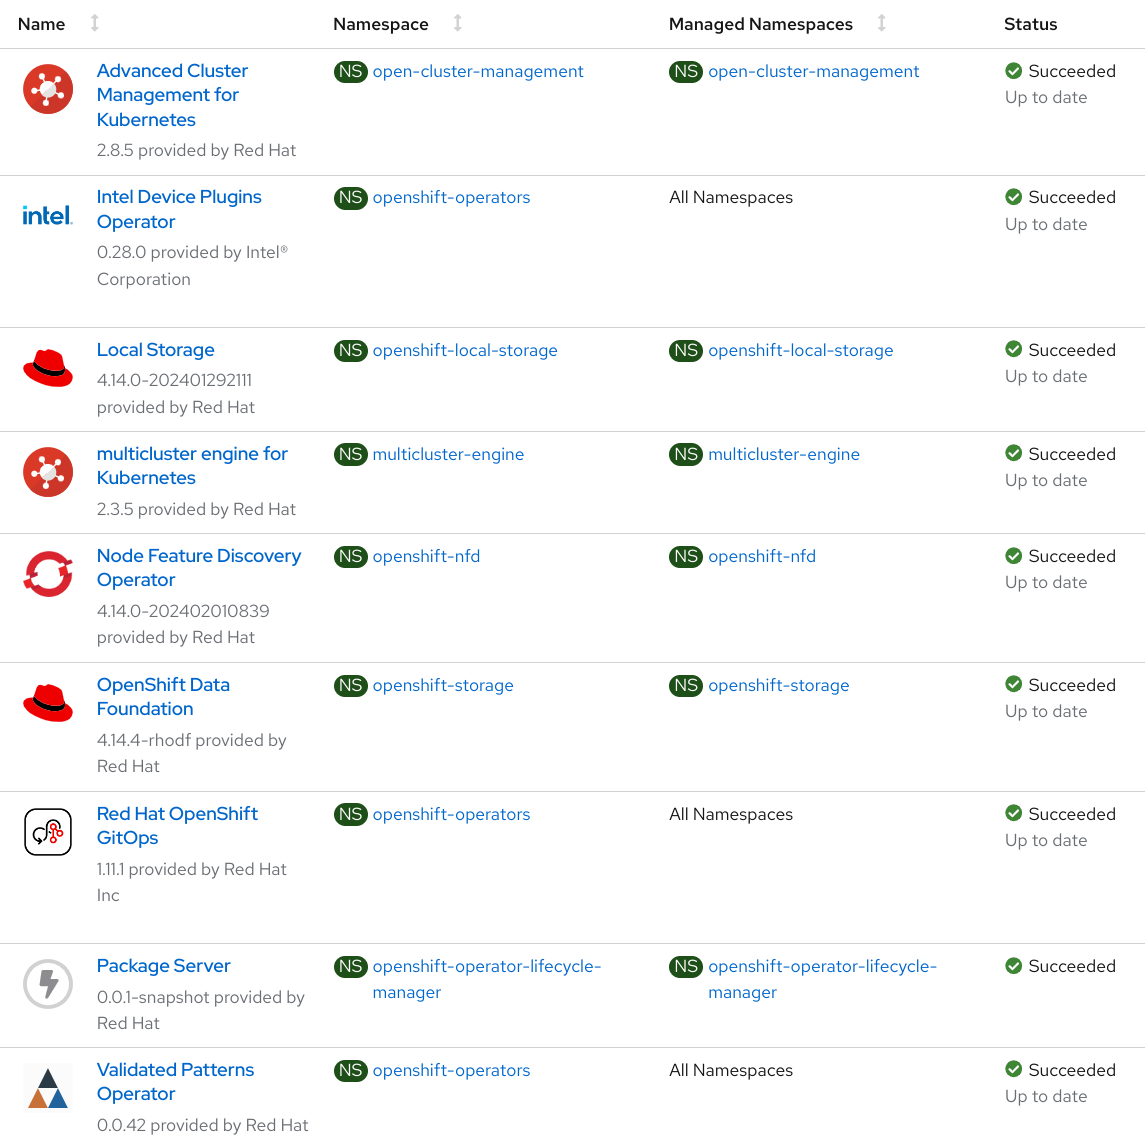 Name Namespace Managed Namespaces Status
Advanced Cluster NS open-cluster-management NS open-cluster-management Succeeded
Management for Up to date
Kubernetes
2.8.5 provided by Red Hat
intel. Intel Device Plugins NS openshift-operators All Namespaces Succeeded
Operator Up to date
0.28.0 provided by Intel®
Corporation
Local Storage NS openshift-local-storage NS openshift-local-storage Succeeded
4.14.0-202401292111 Up to date
provided by Red Hat
multicluster engine for NS multicluster-engine NS multicluster-engine Succeeded
Kubernetes Up to date
2.3.5 provided by Red Hat
Node Feature Discovery NS openshift-nfd NS openshift-nfd Succeeded
Operator Up to date
4.14.0-202402010839
provided by Red Hat
OpenShift Data NS openshift-storage NS openshift-storage Succeeded
Foundation Up to date
4.14.4-rhodf provided by
Red Hat
Red Hat OpenShift NS openshift-operators All Namespaces Succeeded
GitOps Up to date
1.11.1 provided by Red Hat
Inc
Package Server NS openshift-operator-lifecycle- NS openshift-operator-lifecycle- Succeeded
0.0.1-snapshot provided by manager manager
Red Hat
Validated Patterns NS openshift-operators All Namespaces Succeeded
Operator Up to date
0.0.42 provided by Red Hat